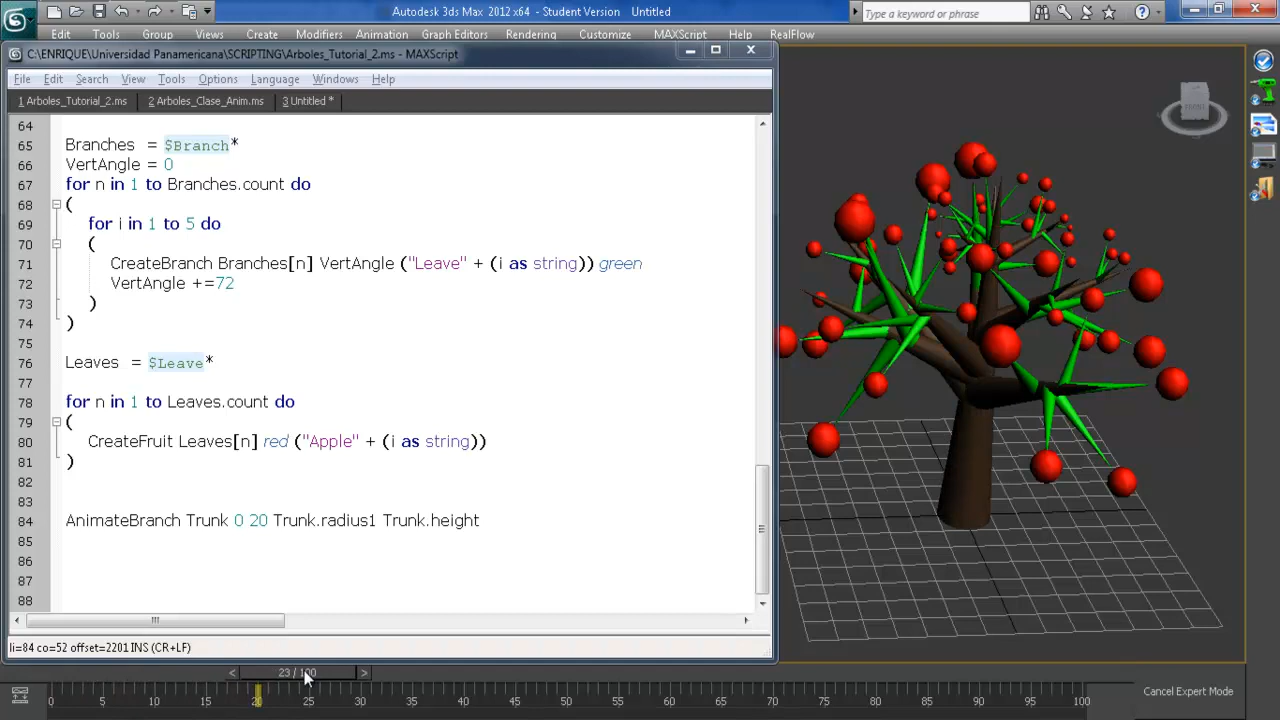 Autodesk 3ds Max 2012 x64 - Student Version Untitled
Type a keyword or phrase
Edit Tools Group Views Create Modifiers Animation Graph Editors Rendering Customize MAXScript Help RealFlow
C:\ENRIQUE\Universidad Panamericana\SCRIPTING\Arboles_Tutorial_2.ms - MAXScript
File Edit Search View Tools Options Language Windows Help
1 Arboles_Tutorial_2.ms 2 Arboles_Clase_Anim.ms 3 Untitled *
64
65 Branches = $Branch*
66 VertAngle = 0
67 for n in 1 to Branches.count do
68 (
69 for i in 1 to 5 do
70 (
71 CreateBranch Branches[n] VertAngle ("Leave" + (i as string)) green
72 VertAngle +=72
73 )
74 )
75
76 Leaves = $Leave*
77
78 for n in 1 to Leaves.count do
79 (
80 CreateFruit Leaves[n] red ("Apple" + (i as string))
81 )
82
83
84 AnimateBranch Trunk 0 20 Trunk.radius1 Trunk.height
85
86
87
88
li=84 co=52 offset=2201 INS (CR+LF)
FRONT
< 23 / 100 >
0 5 10 15 20 25 30 35 40 45 50 55 60 65 70 75 80 85 90 95 100
Cancel Expert Mode